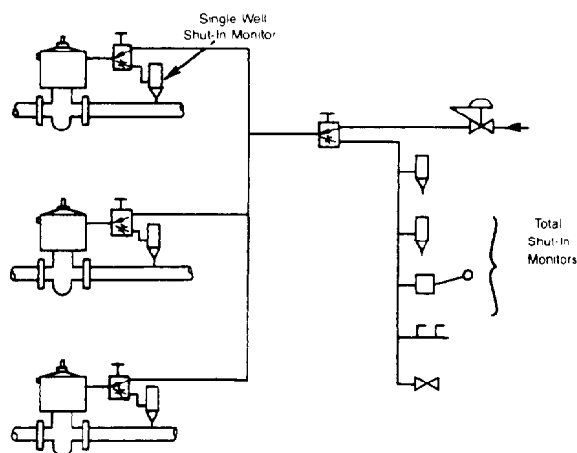 Single Well
Shut-In Monitor
Total
Shut-In
Monitors